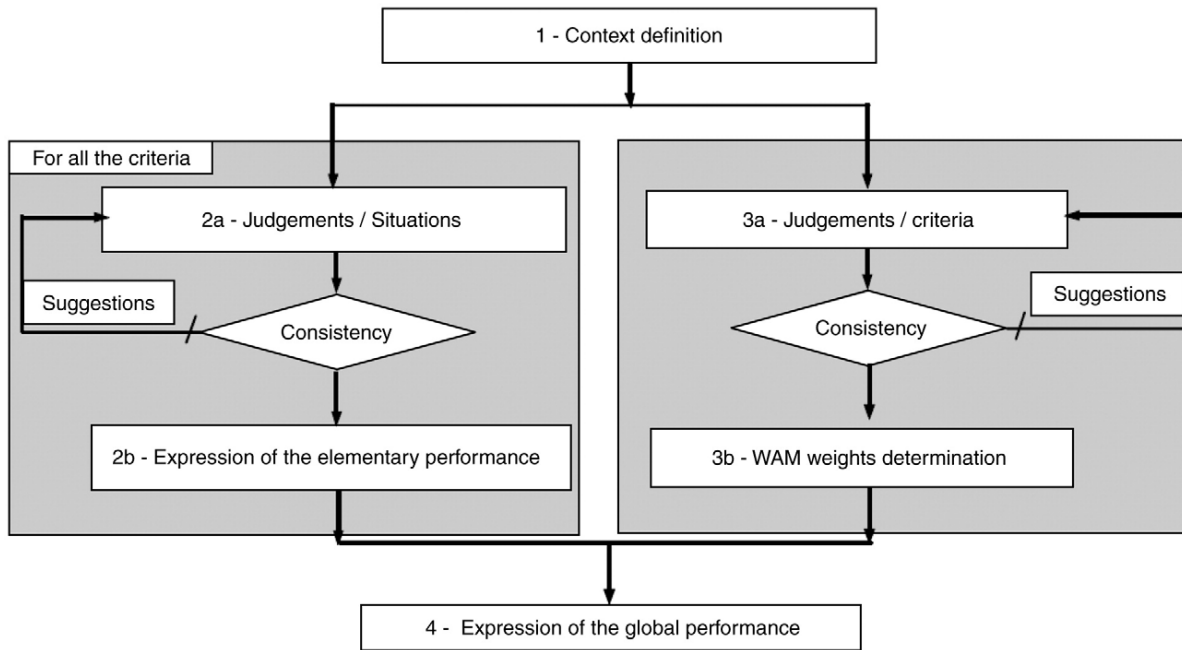 1 - Context definition
For all the criteria
2a - Judgements / Situations
Suggestions
Consistency
2b - Expression of the elementary performance
3a - Judgements / criteria
Suggestions
Consistency
3b - WAM weights determination
4 - Expression of the global performance